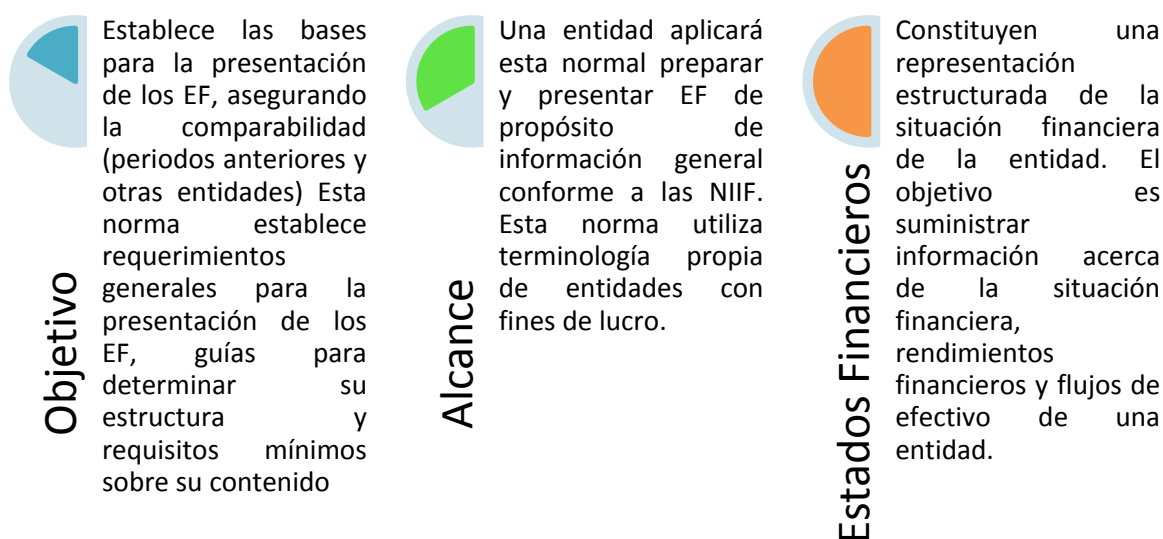 Objetivo
Establece las bases
para la presentación
de los EF, asegurando
la comparabilidad
(periodos anteriores y
otras entidades) Esta
norma establece
requerimientos
generales para la
presentación de los
EF, guías para
determinar su
estructura y
requisitos mínimos
sobre su contenido
Alcance
Una entidad aplicará
esta normal preparar
y presentar EF de
propósito de
información general
conforme a las NIIF.
Esta norma utiliza
terminología propia
de entidades con
fines de lucro.
Estados Financieros
Constituyen una
representación
estructurada de la
situación financiera
de la entidad. El
objetivo es
suministrar
información acerca
de la situación
financiera,
rendimientos
financieros y flujos de
efectivo de una
entidad.